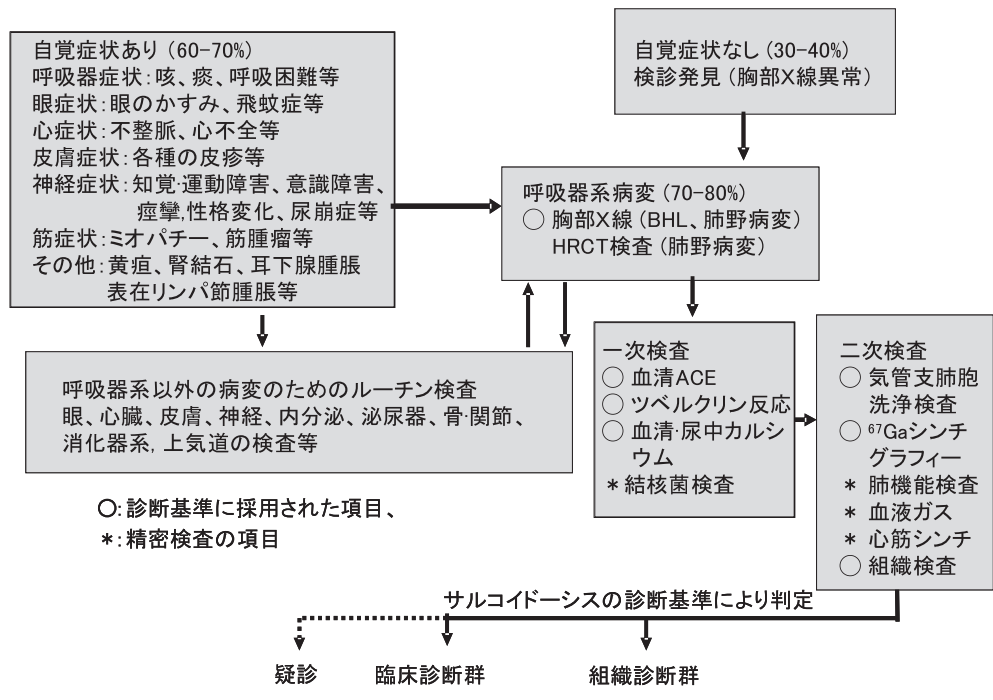 自覚症状あり (60-70%)
呼吸器症状:咳、痰、呼吸困難等
眼症状:眼のかすみ、飛蚊症等
心症状:不整脈、心不全等
皮膚症状:各種の皮疹等
神経症状:知覚·運動障害、意識障害、
痙攣,性格変化、尿崩症等
筋症状:ミオパチー、筋腫瘤等
その他:黄疸、腎結石、耳下腺腫脹
表在リンパ節腫脹等
自覚症状なし (30-40%)
検診発見 (胸部X線異常)
呼吸器系病変 (70-80%)
○ 胸部X線 (BHL、肺野病変)
HRCT検査 (肺野病変)
呼吸器系以外の病変のためのルーチン検査
眼、心臓、皮膚、神経、内分泌、泌尿器、骨·関節、
消化器系, 上気道の検査等
一次検査
○ 血清ACE
○ ツベルクリン反応
○ 血清·尿中カルシ
ウム
* 結核菌検査
二次検査
○ 気管支肺胞
洗浄検査
○ ⁶⁷Gaシンチ
グラフィー
* 肺機能検査
* 血液ガス
* 心筋シンチ
○ 組織検査
○:診断基準に採用された項目、
*:精密検査の項目
サルコイドーシスの診断基準により判定
疑診
臨床診断群
組織診断群